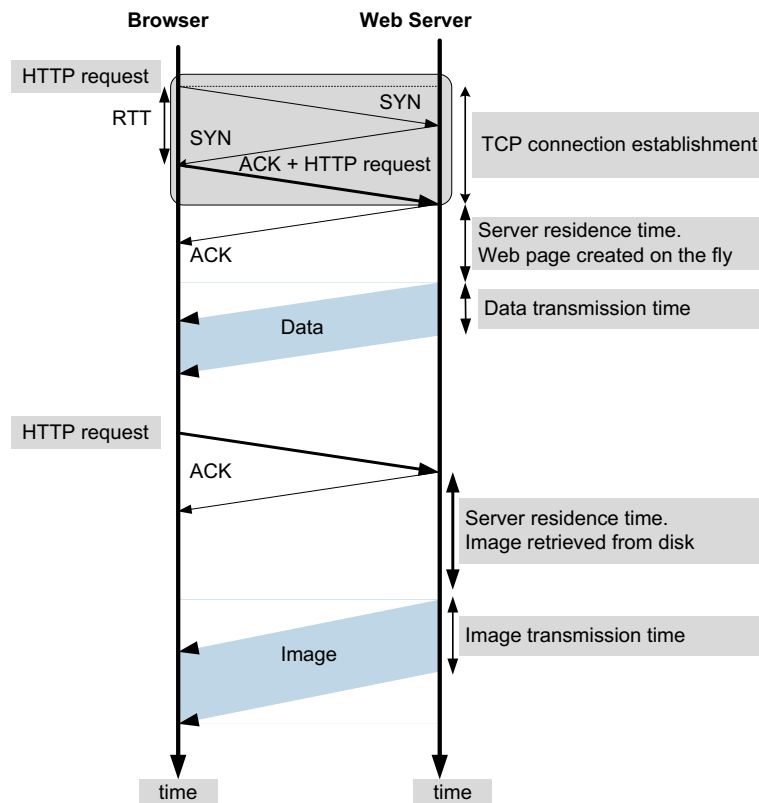 Browser
Web Server
HTTP request
SYN
RTT
SYN
TCP connection establishment
ACK + HTTP request
Server residence time.
Web page created on the fly
ACK
Data transmission time
Data
HTTP request
ACK
Server residence time.
Image retrieved from disk
Image transmission time
Image
time
time